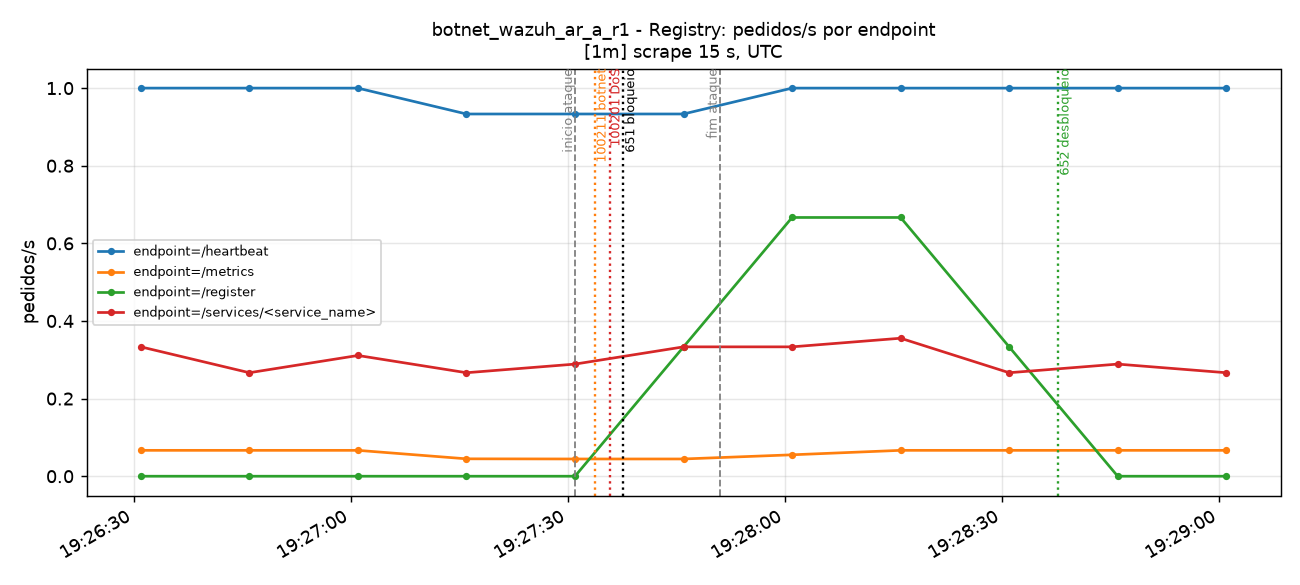 botnet_wazuh_ar_a_r1 - Registry: pedidos/s por endpoint
[1m] scrape 15 s, UTC
pedidos/s
1.0
0.8
0.6
0.4
0.2
0.0
inicio ataque
100211 botnet
100201 DoS
651 bloqueio
fim ataque
652 desbloqueio
endpoint=/heartbeat
endpoint=/metrics
endpoint=/register
endpoint=/services/<service_name>
19:26:30
19:27:00
19:27:30
19:28:00
19:28:30
19:29:00